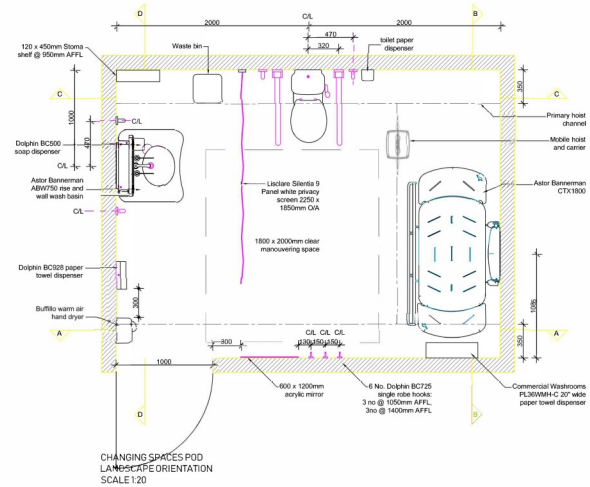 D
B
C/L
2000
2000
470
320
120 x 450mm Stoma
shelf @ 950mm AFFL
Waste bin
toilet paper
dispenser
350
C
C
1000
470
C/L
C/L
Primary hoist
channel
Mobile hoist
and carrier
Dolphin BC500
soap dispenser
Astor Bannerman
ABW750 rise and
wall wash basin
C/L
Lisclare Silentia 9
Panel white privacy
screen 2250 x
1850mm O/A
Astor Bannerman
CTX1800
1800 x 2000mm clear
manouvering space
Dolphin BC928 paper
towel dispenser
300
1085
Buffillo warm air
hand dryer
A
A
C/L C/L C/L
130 150 150
300
350
1000
600 x 1200mm
acrylic mirror
6 No. Dolphin BC725
single robe hooks:
3 no @ 1050mm AFFL,
3no @ 1400mm AFFL
Commercial Washrooms
PL36WMH-C 20" wide
paper towel dispenser
D
B
CHANGING SPACES POD
LANDSCAPE ORIENTATION
SCALE 1:20